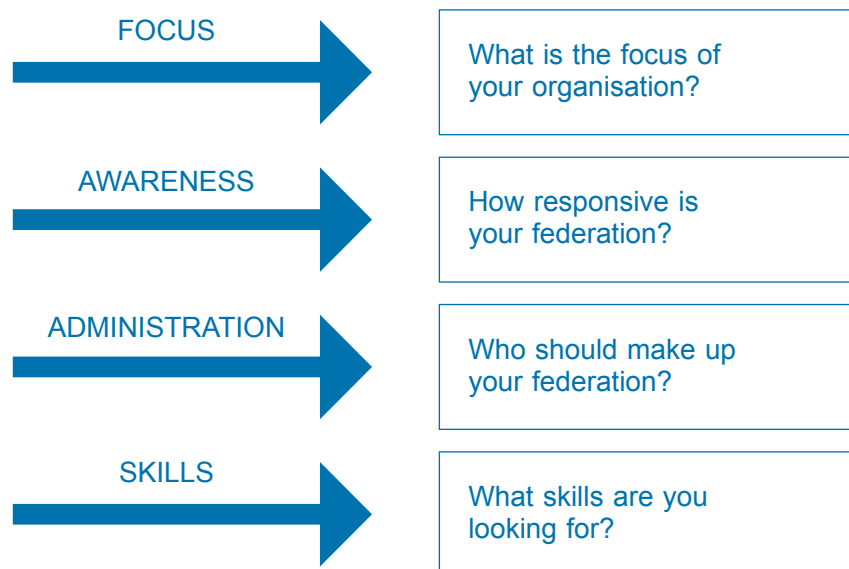 FOCUS
What is the focus of
your organisation?
AWARENESS
How responsive is
your federation?
ADMINISTRATION
Who should make up
your federation?
SKILLS
What skills are you
looking for?